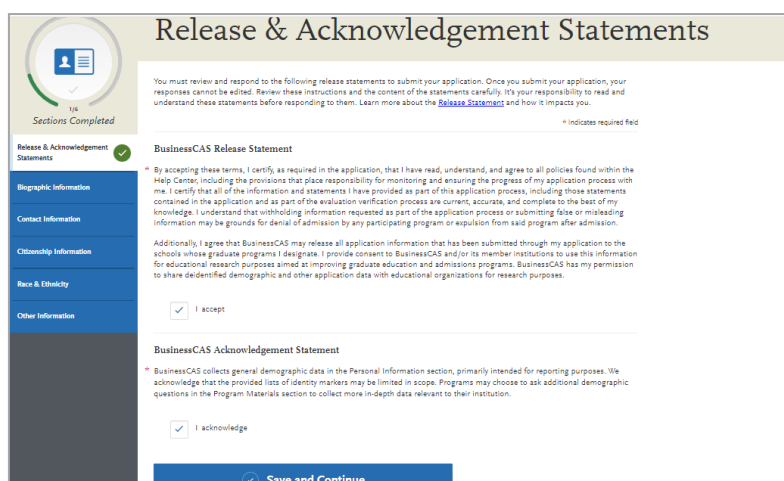 Release & Acknowledgement Statements
1/6
Sections Completed
Release & Acknowledgement
Statements
Biographic Information
Contact Information
Citizenship Information
Race & Ethnicity
Other Information
You must review and respond to the following release statements to submit your application. Once you submit your application, your
responses cannot be edited. Review these instructions and the content of the statements carefully. It's your responsibility to read and
understand these statements before responding to them. Learn more about the Release Statement and how it impacts you.
* Indicates required field
BusinessCAS Release Statement
* By accepting these terms, I certify, as required in the application, that I have read, understand, and agree to all policies found within the
Help Center, including the provisions that place responsibility for monitoring and ensuring the progress of my application process with
me. I certify that all of the information and statements I have provided as part of this application process, including those statements
contained in the application and as part of the evaluation verification process are current, accurate, and complete to the best of my
knowledge. I understand that withholding information requested as part of the application process or submitting false or misleading
information may be grounds for denial of admission by any participating program or expulsion from said program after admission.
Additionally, I agree that BusinessCAS may release all application information that has been submitted through my application to the
schools whose graduate programs I designate. I provide consent to BusinessCAS and/or its member institutions to use this information
for educational research purposes aimed at improving graduate education and admissions programs. BusinessCAS has my permission
to share deidentified demographic and other application data with educational organizations for research purposes.
I accept
BusinessCAS Acknowledgement Statement
* BusinessCAS collects general demographic data in the Personal Information section, primarily intended for reporting purposes. We
acknowledge that the provided lists of identity markers may be limited in scope. Programs may choose to ask additional demographic
questions in the Program Materials section to collect more in-depth data relevant to their institution.
I acknowledge
Save and Continue